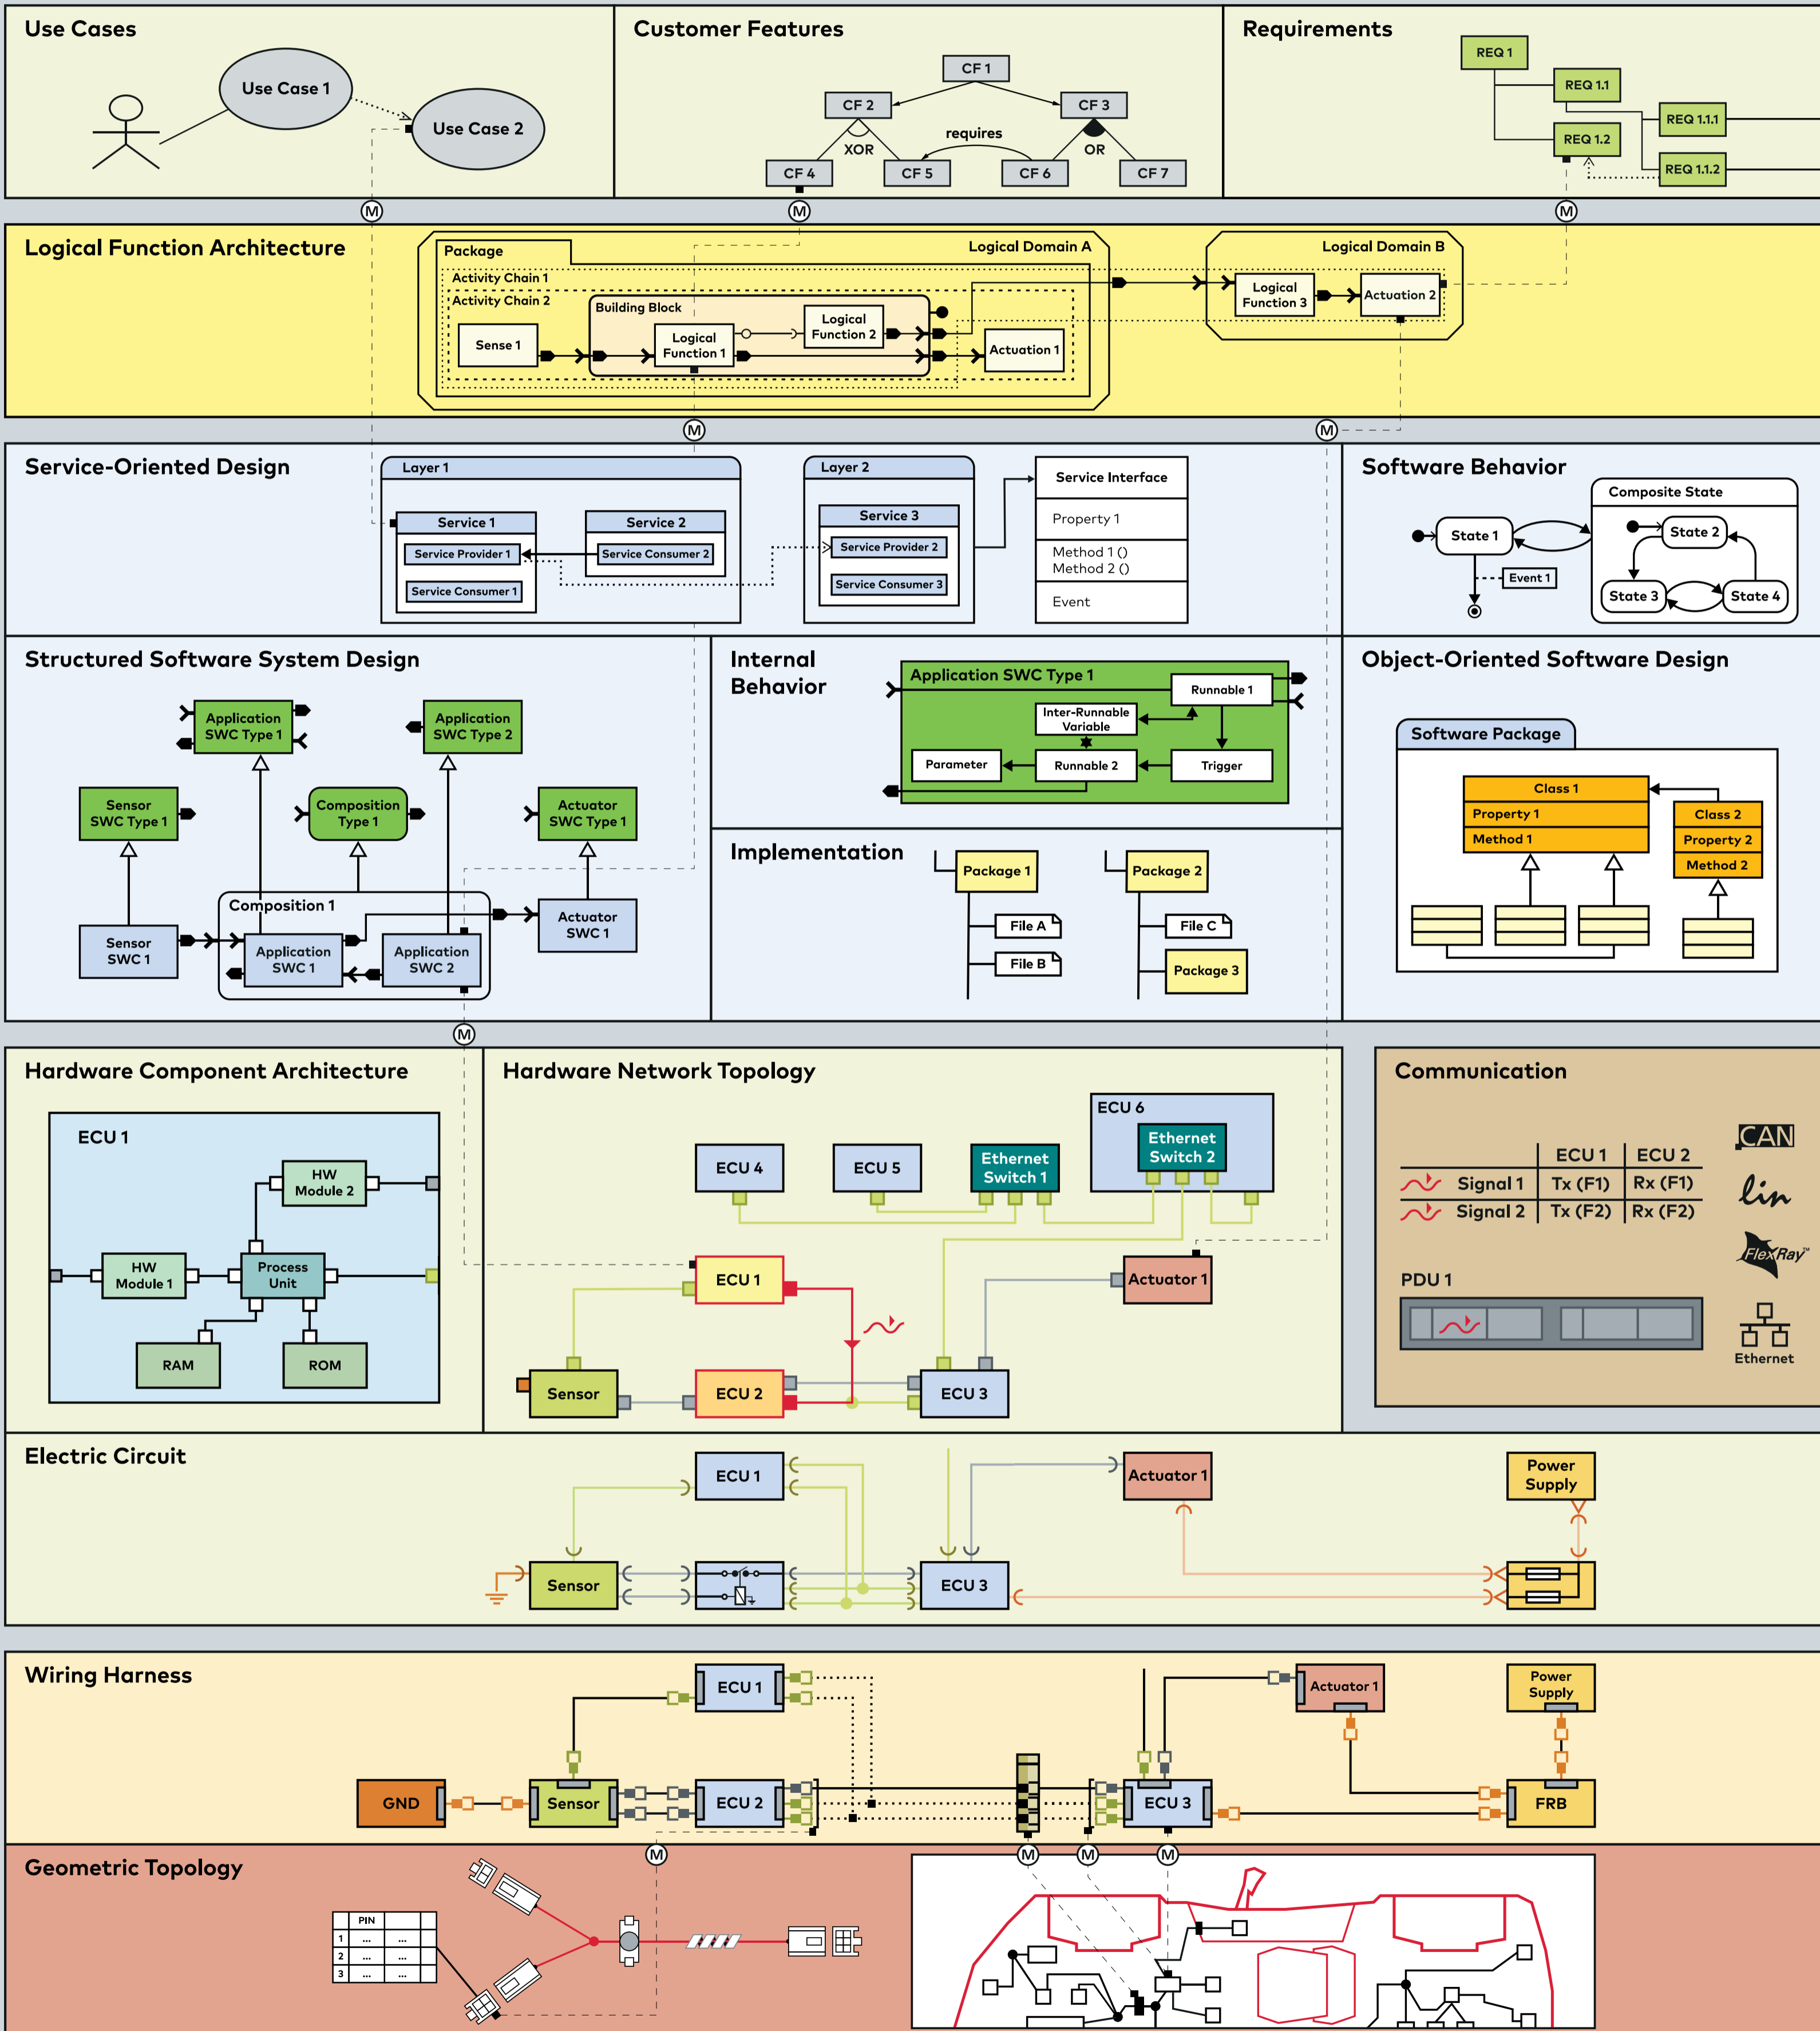 Use Cases
Use Case 1
Use Case 2
Customer Features
CF 1
CF 2
CF 3
XOR
requires
OR
CF 4
CF 5
CF 6
CF 7
Requirements
REQ 1
REQ 1.1
REQ 1.1.1
REQ 1.2
REQ 1.1.2
M
M
M
Logical Function Architecture
Package
Logical Domain A
Logical Domain B
Activity Chain 1
Activity Chain 2
Building Block
Sense 1
Logical
Function 1
Logical
Function 2
Actuation 1
Logical
Function 3
Actuation 2
M
M
Service-Oriented Design
Layer 1
Service 1
Service Provider 1
Service Consumer 1
Service 2
Service Consumer 2
Layer 2
Service 3
Service Provider 2
Service Consumer 3
Service Interface
Property 1
Method 1 ()
Method 2 ()
Event
Software Behavior
State 1
Event 1
Composite State
State 2
State 3
State 4
Structured Software System Design
Application
SWC Type 1
Application
SWC Type 2
Sensor
SWC Type 1
Composition
Type 1
Actuator
SWC Type 1
Composition 1
Sensor
SWC 1
Application
SWC 1
Application
SWC 2
Actuator
SWC 1
Internal
Behavior
Application SWC Type 1
Runnable 1
Inter-Runnable
Variable
Parameter
Runnable 2
Trigger
Implementation
Package 1
File A
File B
Package 2
File C
Package 3
Object-Oriented Software Design
Software Package
Class 1
Property 1
Method 1
Class 2
Property 2
Method 2
M
Hardware Component Architecture
ECU 1
HW
Module 2
HW
Module 1
Process
Unit
RAM
ROM
Hardware Network Topology
ECU 4
ECU 5
Ethernet
Switch 1
ECU 6
Ethernet
Switch 2
ECU 1
Actuator 1
Sensor
ECU 2
ECU 3
Communication
ECU 1
ECU 2
Signal 1
Tx (F1)
Rx (F1)
Signal 2
Tx (F2)
Rx (F2)
PDU 1
CAN
lin
FlexRay™
Ethernet
Electric Circuit
ECU 1
Actuator 1
Power
Supply
Sensor
ECU 3
Wiring Harness
ECU 1
Actuator 1
Power
Supply
GND
Sensor
ECU 2
ECU 3
FRB
M
M
M
M
Geometric Topology
PIN
1 ... ...
2 ... ...
3 ... ...